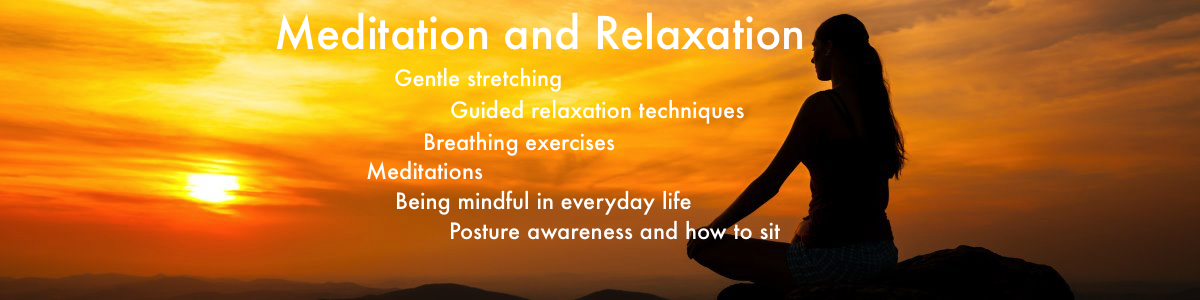 Meditation and Relaxation
Gentle stretching
Guided relaxation techniques
Breathing exercises
Meditations
Being mindful in everyday life
Posture awareness and how to sit